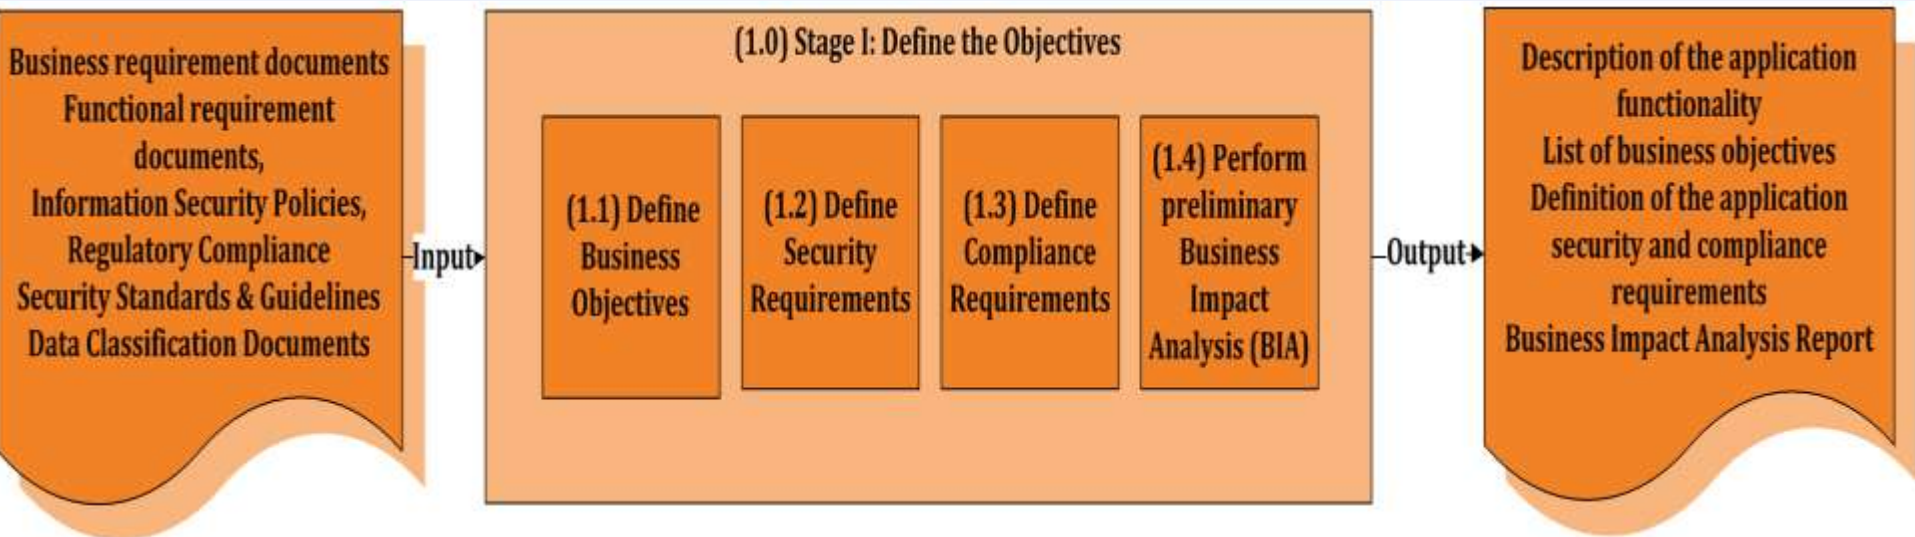 Business requirement documents
Functional requirement
documents,
Information Security Policies,
Regulatory Compliance
Security Standards & Guidelines
Data Classification Documents
Input
(1.0) Stage I: Define the Objectives
(1.1) Define
Business
Objectives
(1.2) Define
Security
Requirements
(1.3) Define
Compliance
Requirements
(1.4) Perform
preliminary
Business
Impact
Analysis (BIA)
Output
Description of the application
functionality
List of business objectives
Definition of the application
security and compliance
requirements
Business Impact Analysis Report